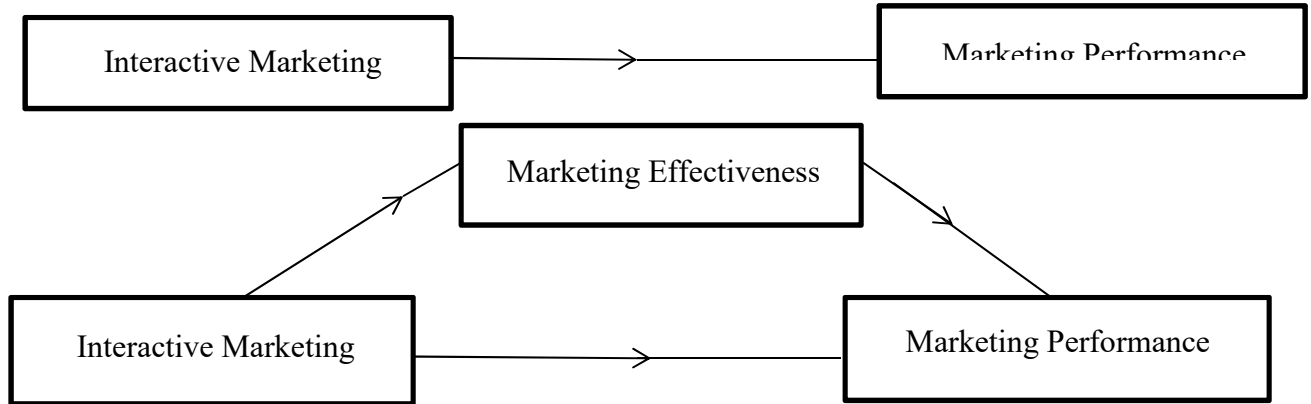 Interactive Marketing
Marketing Performance
Marketing Effectiveness
Interactive Marketing
Marketing Performance